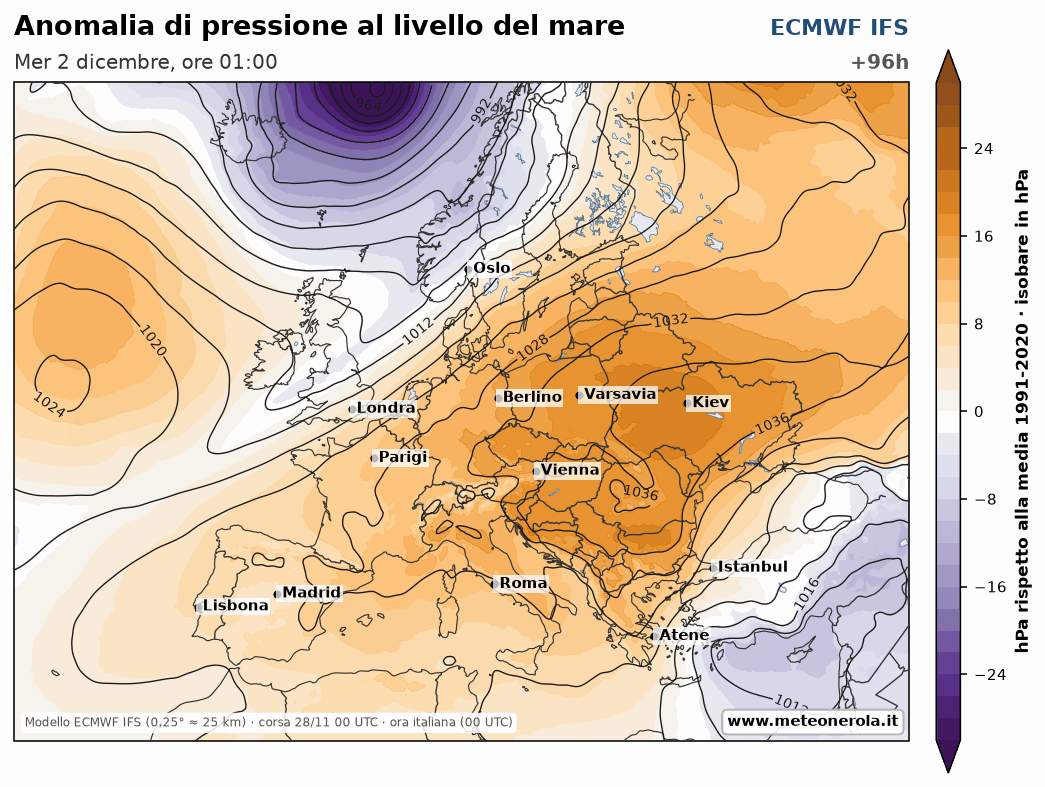 Anomalia di pressione al livello del mare
ECMWF IFS
Mer 2 dicembre, ore 01:00
+96h
964
992
1032
Oslo
1012
1020
1028
1032
1024
Berlino
Varsavia
Kiev
Londra
1036
Parigi
Vienna
1036
Istanbul
Roma
Madrid
1016
Lisbona
Atene
1012
Modello ECMWF IFS (0,25° ≈ 25 km) · corsa 28/11 00 UTC · ora italiana (00 UTC)
www.meteonerola.it
24
16
8
0
−8
−16
−24
hPa rispetto alla media 1991-2020 · isobare in hPa